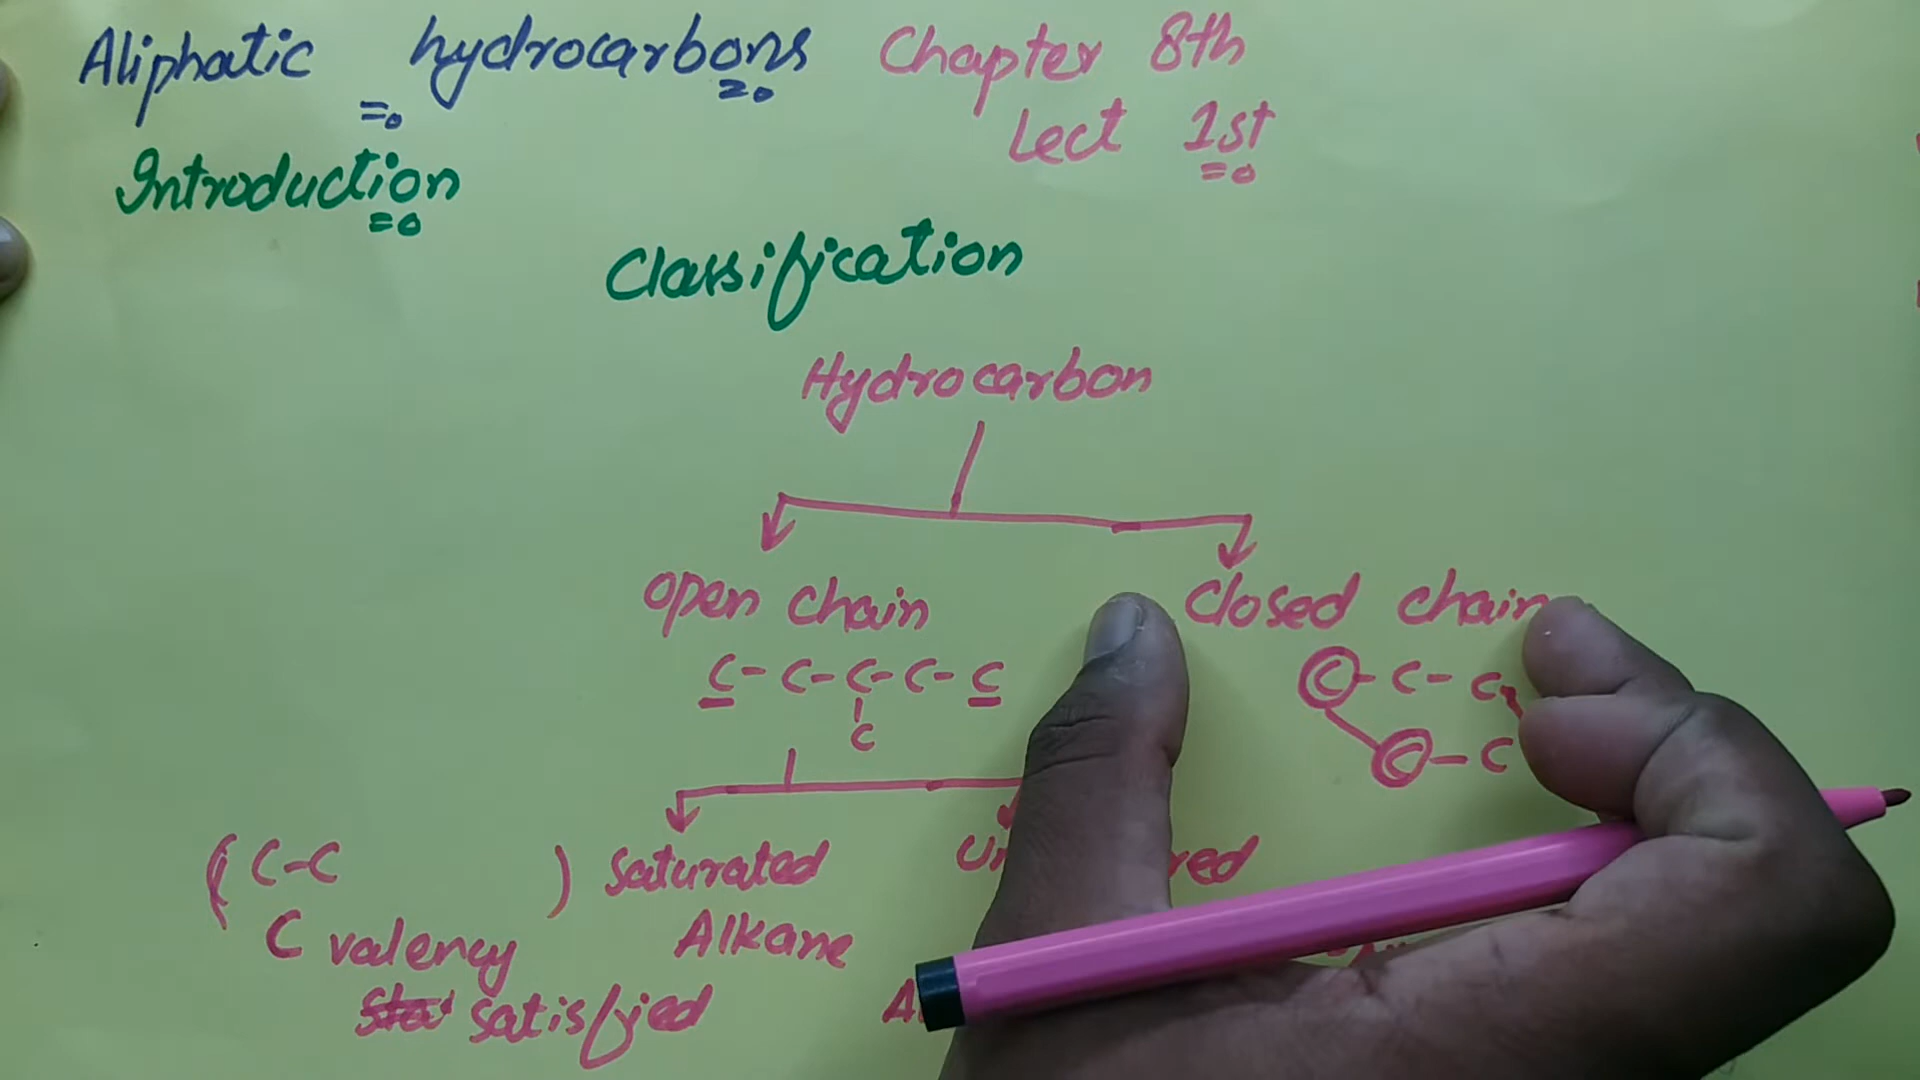 Aliphatic hydrocarbons Chapter 8th
Lect 1st
Introduction
Classification
Hydrocarbon
open chain Closed chain
C-C-C-C-C C-C-C
C C-C
(C-C ) Saturated
C valency Alkane
satisfied